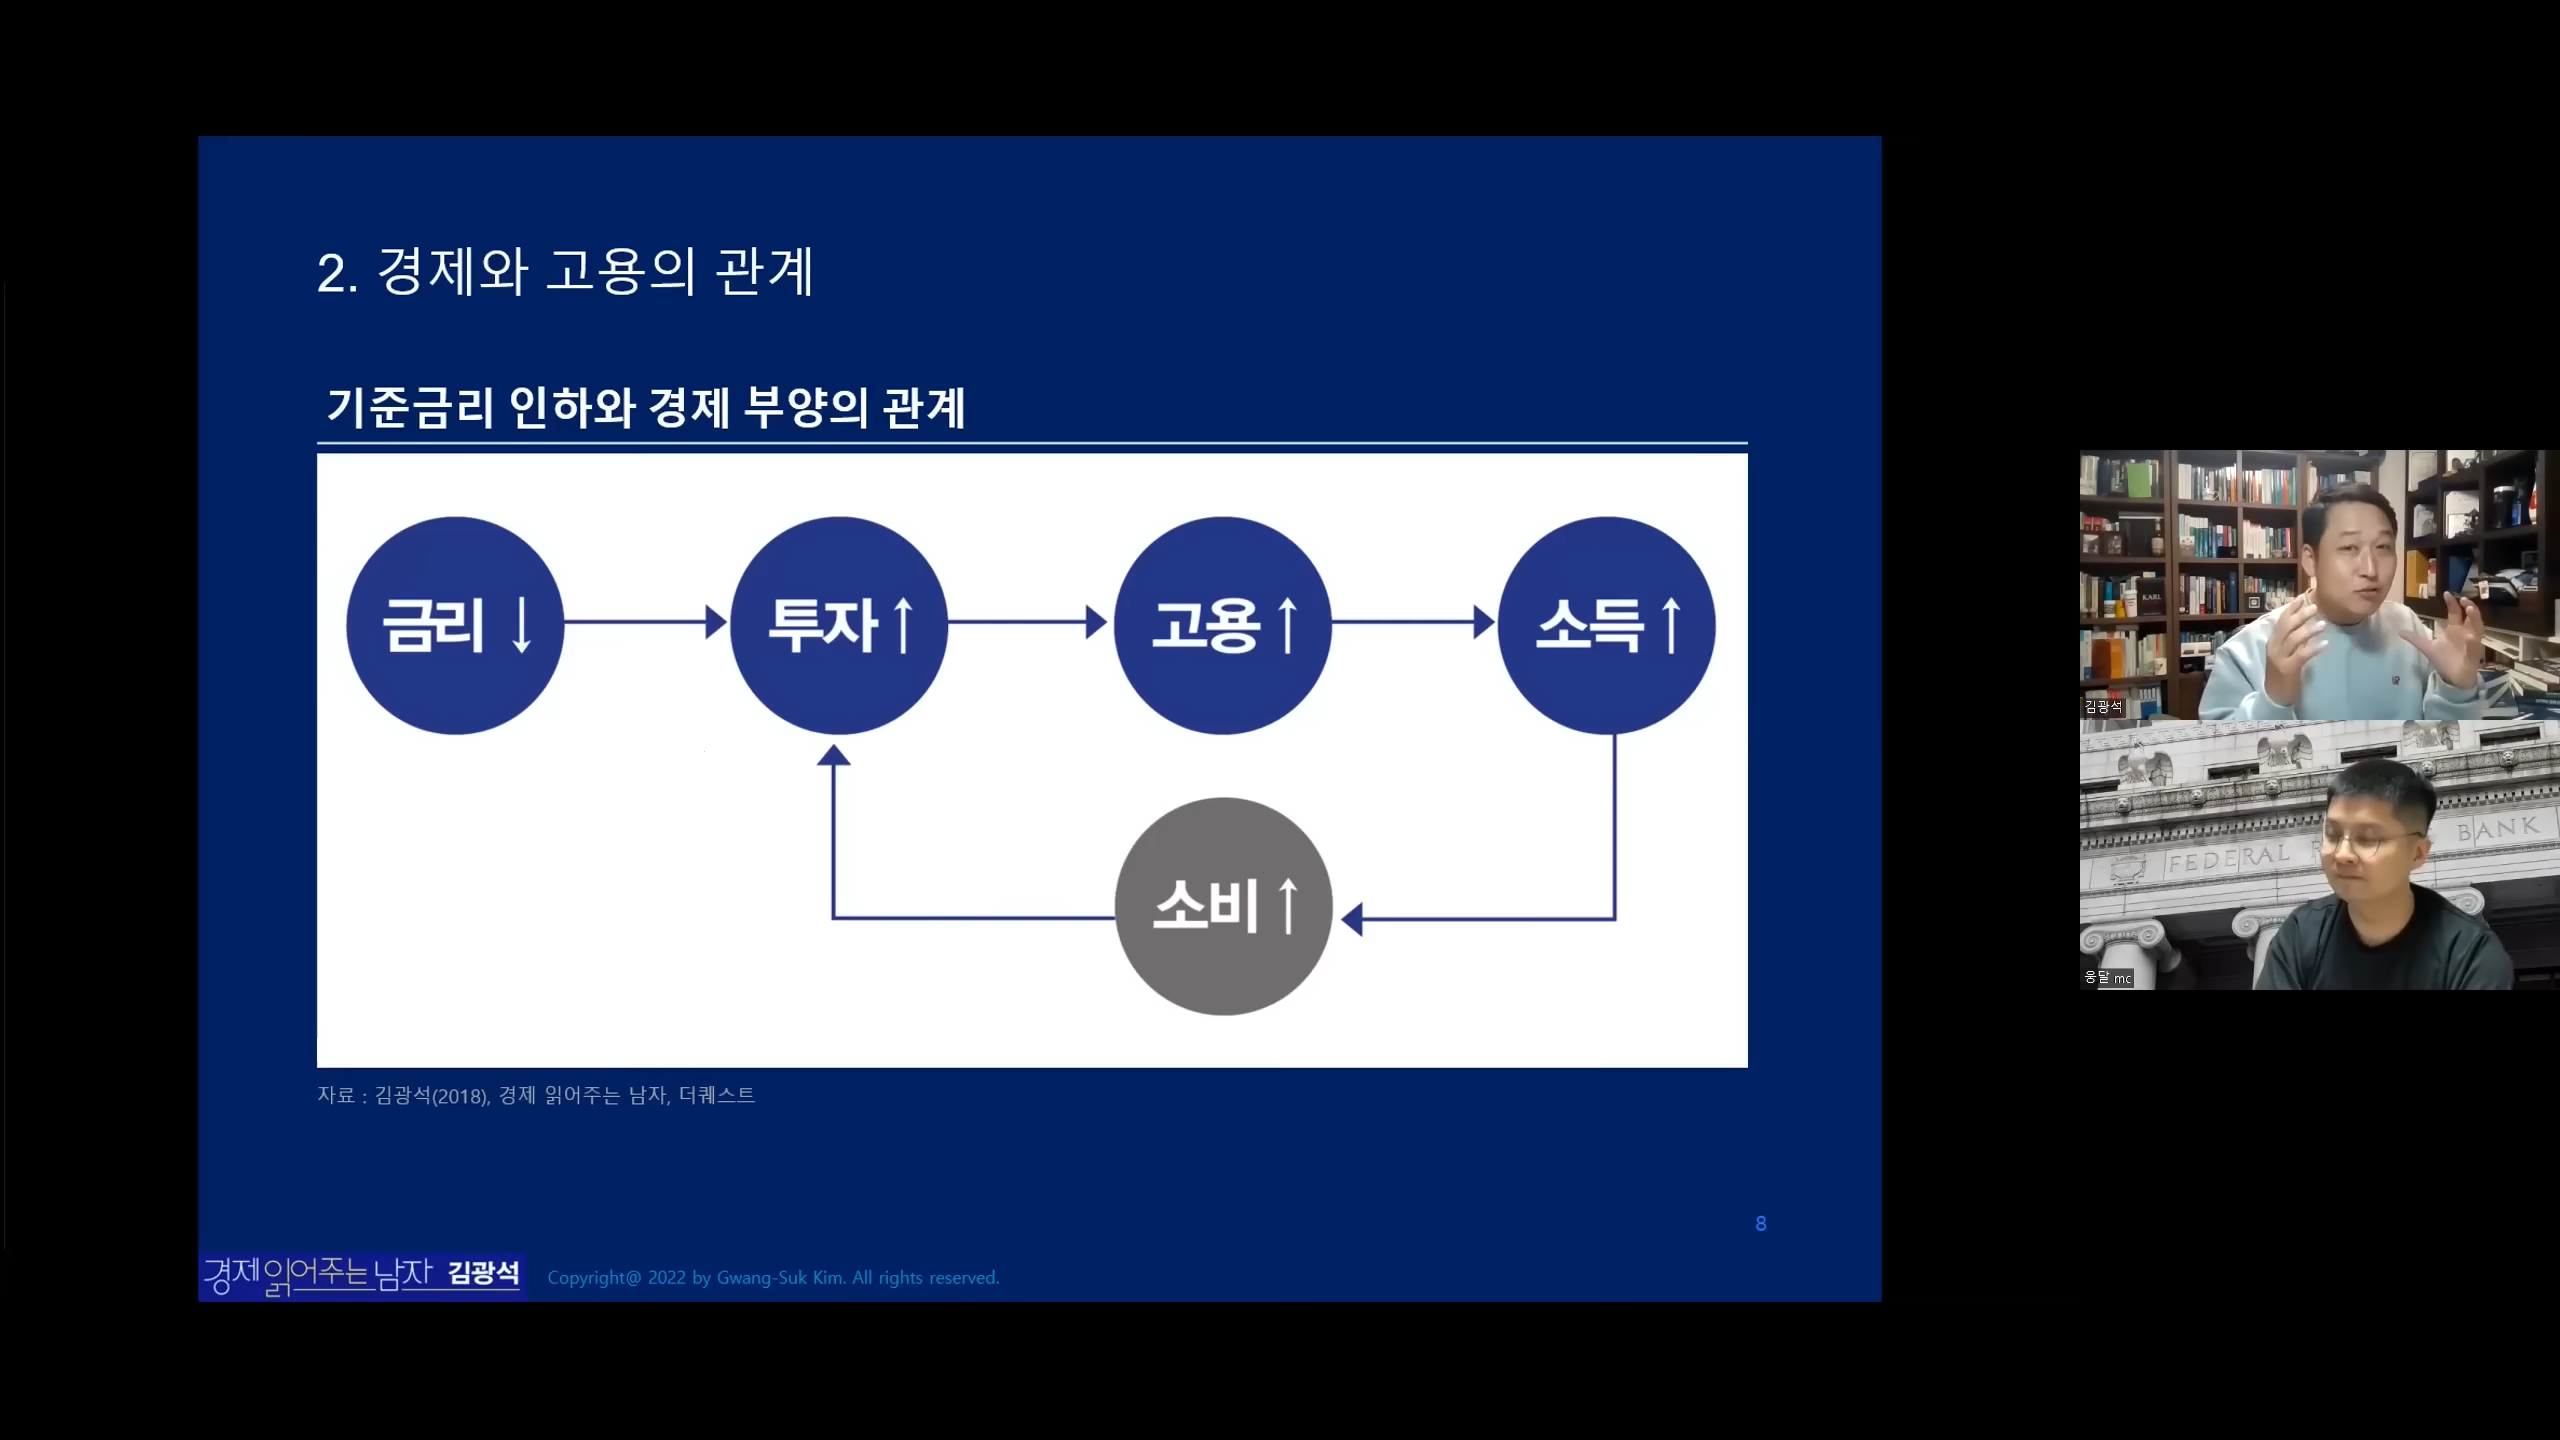 2. 경제와 고용의 관계
기준금리 인하와 경제 부양의 관계
금리 ↓
투자 ↑
고용 ↑
소득 ↑
소비 ↑
자료 : 김광석(2018), 경제 읽어주는 남자, 더퀘스트
8
경제읽어주는남자 김광석
Copyright@ 2022 by Gwang-Suk Kim. All rights reserved.
KARL
김광석
FEDERAL
BANK
웅달 mc